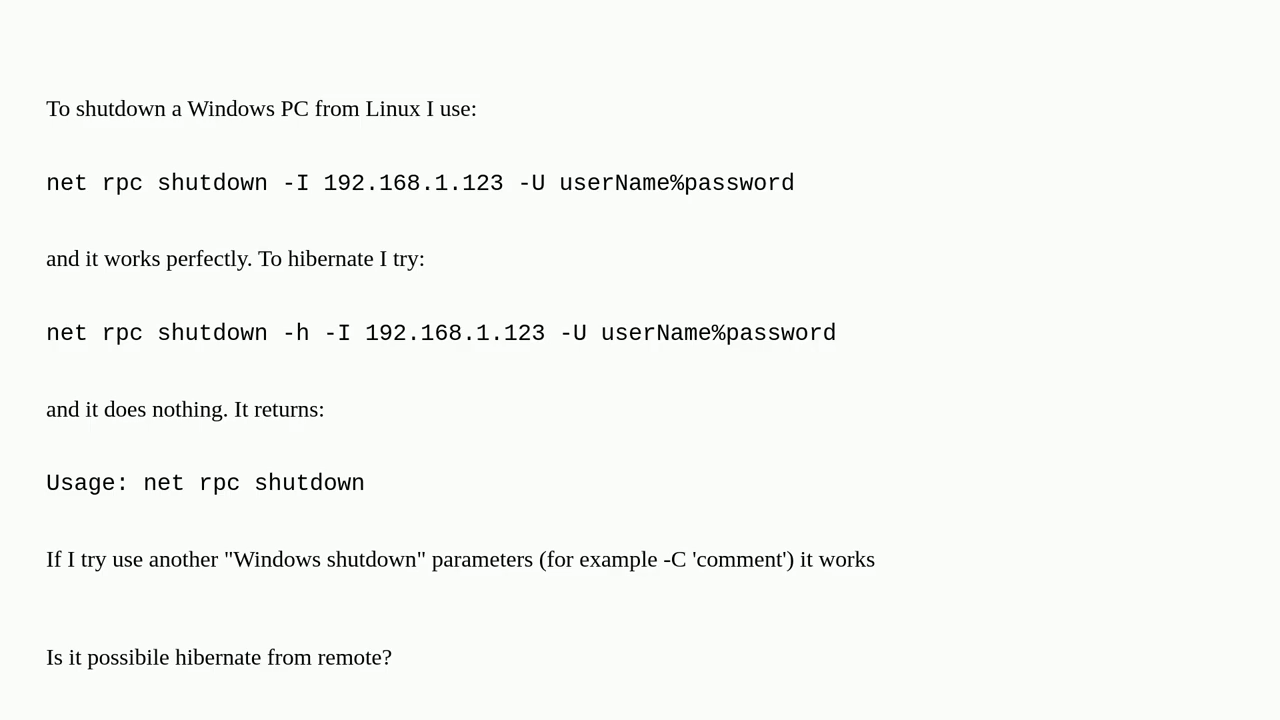 To shutdown a Windows PC from Linux I use:
net rpc shutdown -I 192.168.1.123 -U userName%password
and it works perfectly. To hibernate I try:
net rpc shutdown -h -I 192.168.1.123 -U userName%password
and it does nothing. It returns:
Usage: net rpc shutdown
If I try use another "Windows shutdown" parameters (for example -C 'comment') it works
Is it possibile hibernate from remote?